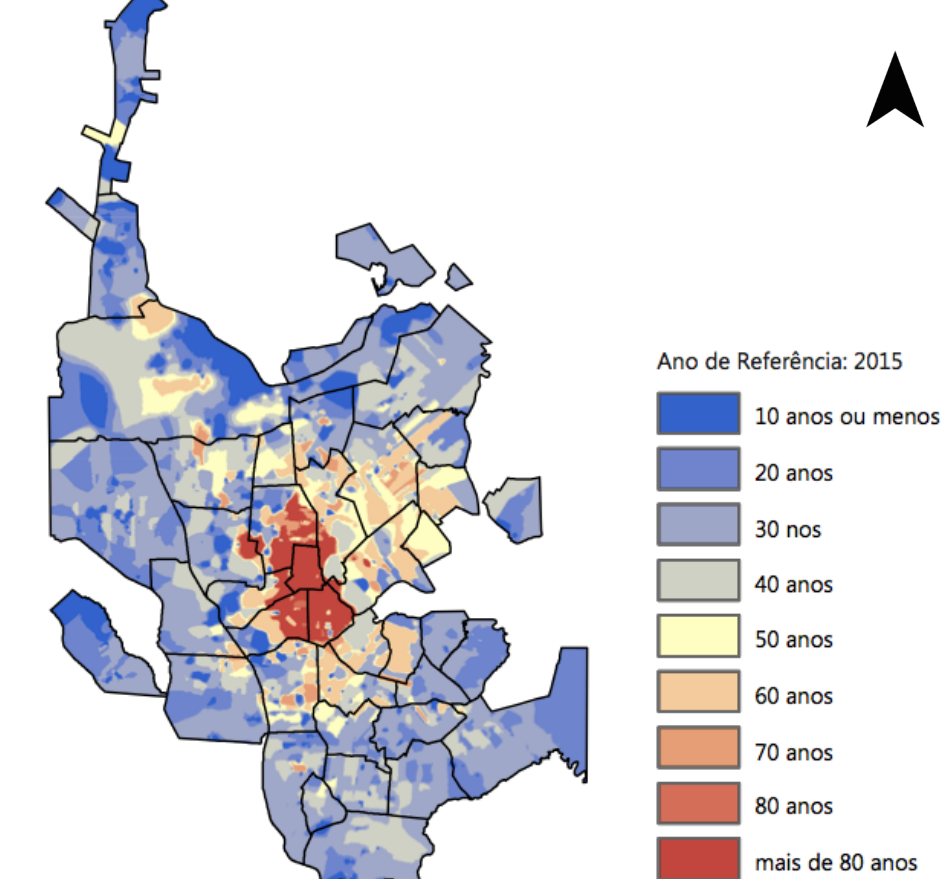 Ano de Referência: 2015
10 anos ou menos
20 anos
30 nos
40 anos
50 anos
60 anos
70 anos
80 anos
mais de 80 anos